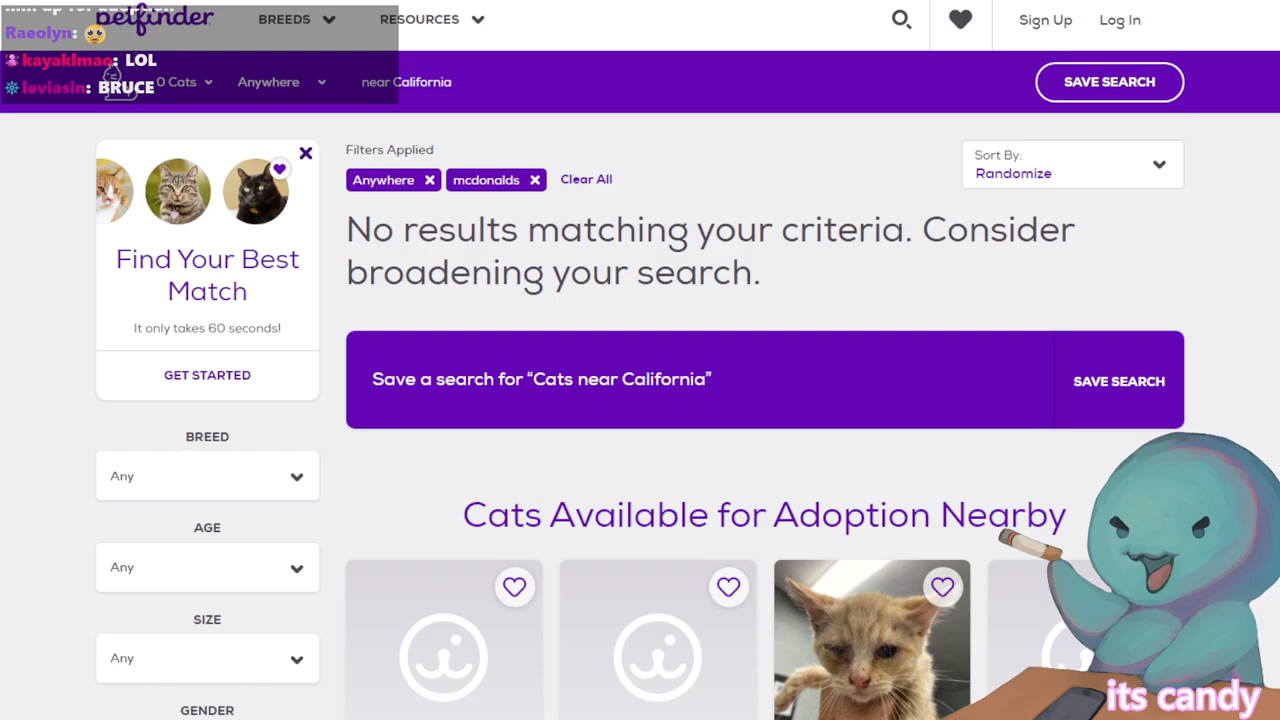 petfinder
BREEDS
RESOURCES
Sign Up
Log In
Raeolyn:
kayaklmao: LOL
leviasin: BRUCE
0 Cats
Anywhere
near California
SAVE SEARCH
Filters Applied
Anywhere
mcdonalds
Clear All
Sort By:
Randomize
No results matching your criteria. Consider
broadening your search.
Find Your Best
Match
It only takes 60 seconds!
GET STARTED
Save a search for “Cats near California”
SAVE SEARCH
BREED
Any
AGE
Any
SIZE
Any
GENDER
Cats Available for Adoption Nearby
its candy